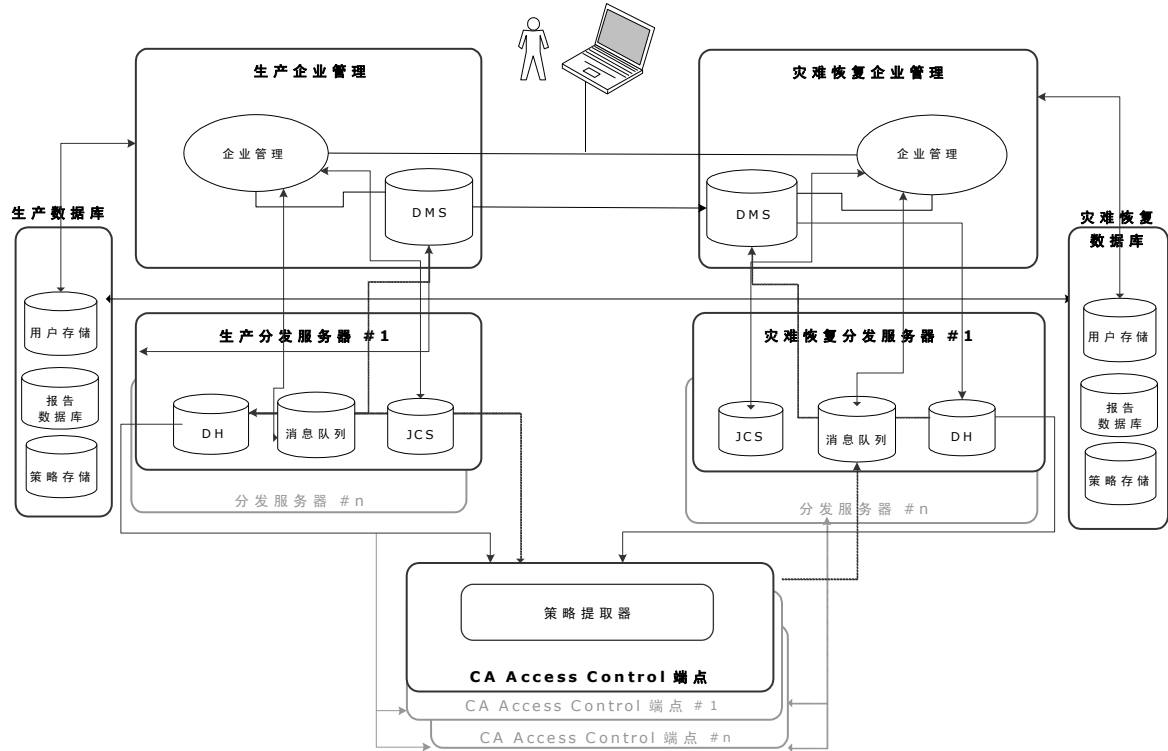 生产企业管理
企业管理
DMS
灾难恢复企业管理
企业管理
DMS
生产数据库
用户存储
报告
数据库
策略存储
灾难恢复
数据库
用户存储
报告
数据库
策略存储
生产分发服务器 #1
DH
消息队列
JCS
分发服务器 #n
灾难恢复分发服务器 #1
JCS
消息队列
DH
分发服务器 #n
策略提取器
CA Access Control 端点
CA Access Control 端点 #1
CA Access Control 端点 #n